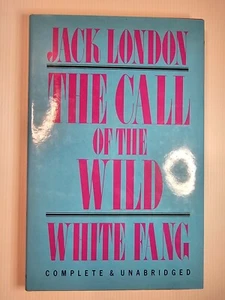 JACK LONDON
THE CALL
OF THE
WILD
WHITE FANG
COMPLETE & UNABRIDGED